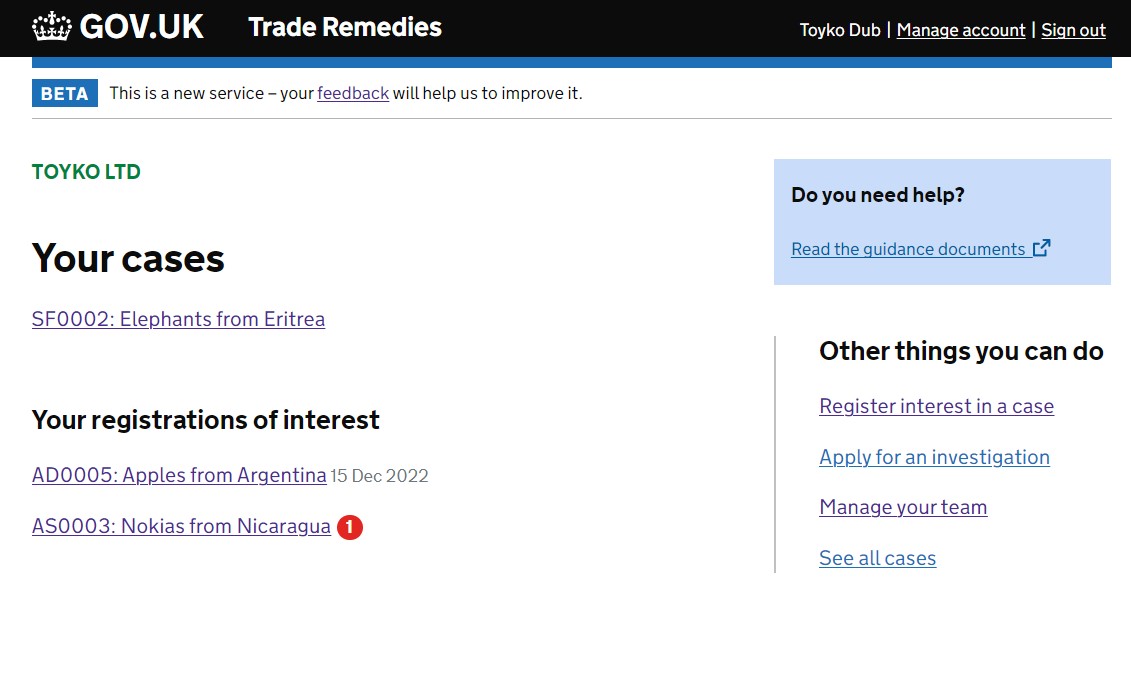 GOV.UK Trade Remedies Toyko Dub | Manage account | Sign out
BETA This is a new service – your feedback will help us to improve it.
TOYKO LTD
Your cases
SF0002: Elephants from Eritrea
Your registrations of interest
AD0005: Apples from Argentina 15 Dec 2022
AS0003: Nokias from Nicaragua 1
Do you need help?
Read the guidance documents
Other things you can do
Register interest in a case
Apply for an investigation
Manage your team
See all cases